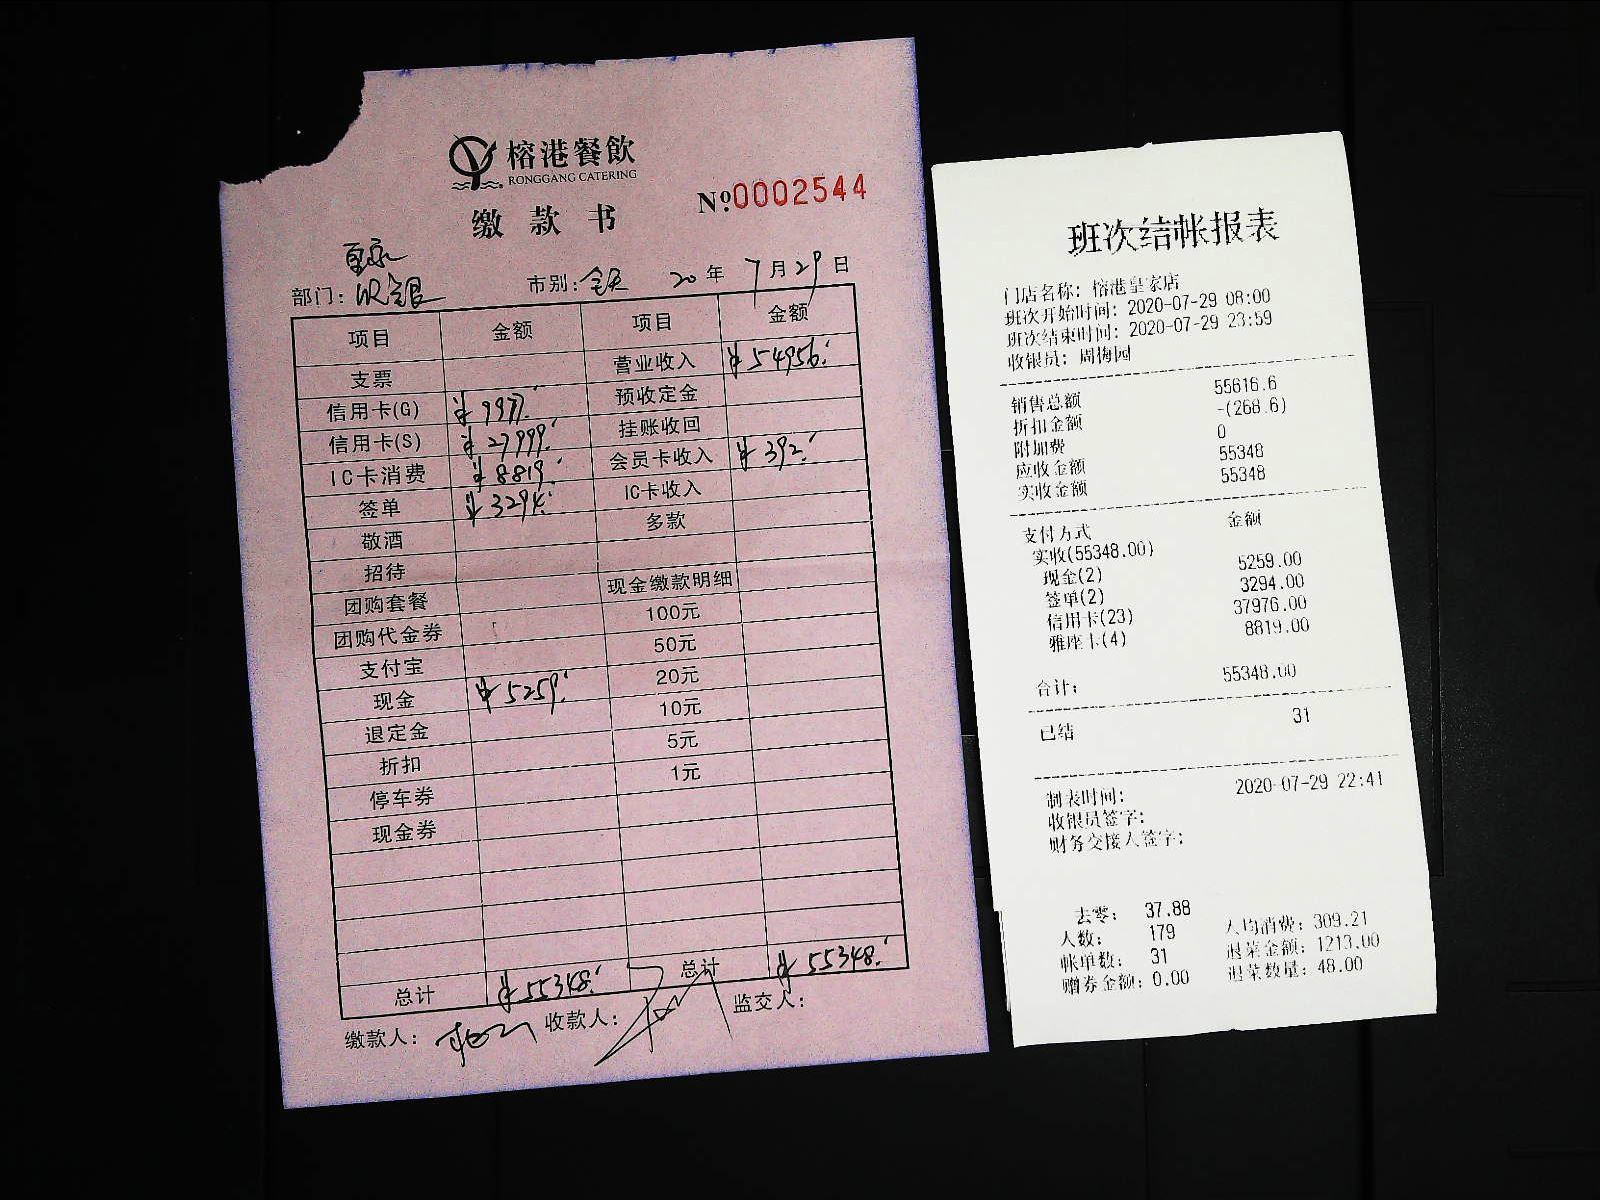 榕港餐飲
RONGGANG CATERING
缴款书
№0002544
皇家
部门：收银 市别：全天 20年7月29日
项目 金额 项目 金额
支票 营业收入 ¥54956.
信用卡(G) ¥9977. 预收定金
信用卡(S) ¥27999. 挂账收回
IC卡消费 ¥8819. 会员卡收入 ¥392.
签单 ¥3294. IC卡收入
敬酒 多款
招待
团购套餐 现金缴款明细
团购代金券 100元
支付宝 50元
现金 ¥5259. 20元
退定金 10元
折扣 5元
停车券 1元
现金券
总计 ¥55348. 总计 ¥55348.
缴款人： 收款人： 监交人：
班次结帐报表
门店名称：榕港皇家店
班次开始时间：2020-07-29 08:00
班次结束时间：2020-07-29 23:59
收银员：周梅园
销售总额 55616.6
折扣金额 -(268.6)
附加费 0
应收金额 55348
实收金额 55348
支付方式 金额
实收(55348.00)
现金(2) 5259.00
签单(2) 3294.00
信用卡(23) 37976.00
雅座卡(4) 8819.00
合计： 55348.00
已结 31
制表时间： 2020-07-29 22:41
收银员签字：
财务交接人签字：
去零： 37.88
人数： 179 人均消费：309.21
帐单数： 31 退菜金额：1213.00
赠券金额：0.00 退菜数量：48.00